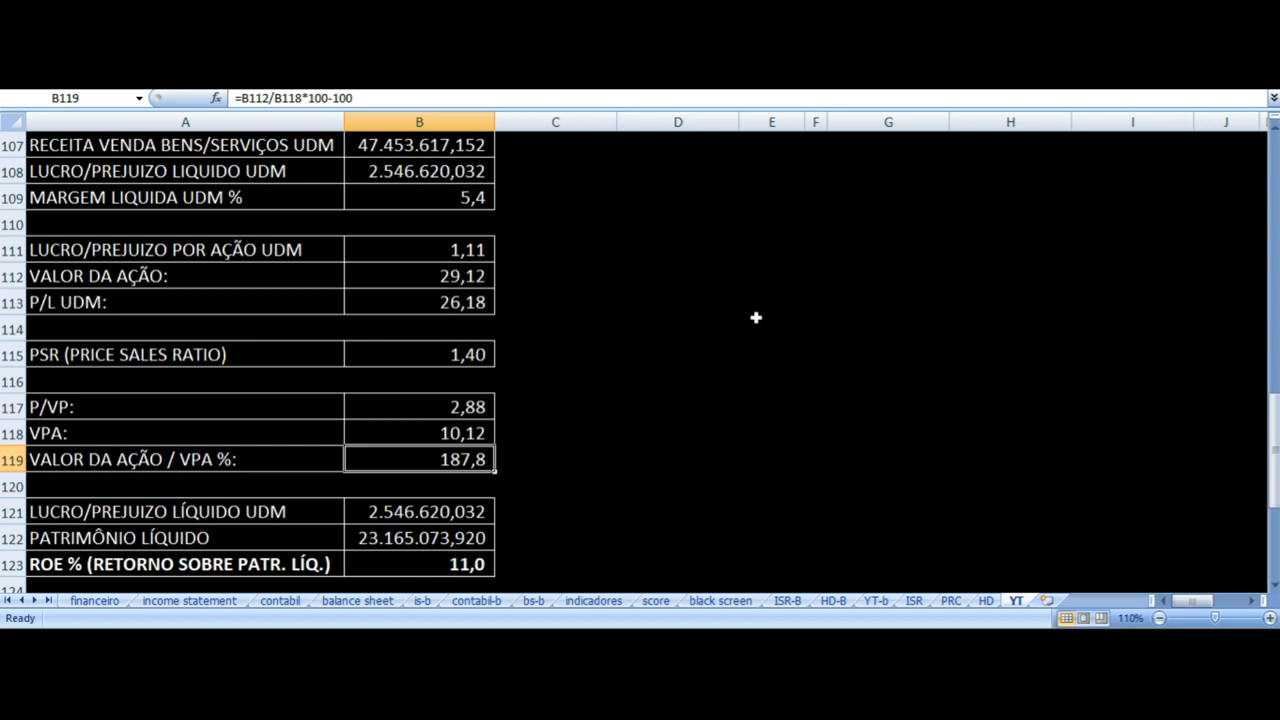 B119 fx =B112/B118*100-100
A B C D E F G H I J
107 RECEITA VENDA BENS/SERVIÇOS UDM 47.453.617,152
108 LUCRO/PREJUIZO LIQUIDO UDM 2.546.620,032
109 MARGEM LIQUIDA UDM % 5,4
110
111 LUCRO/PREJUIZO POR AÇÃO UDM 1,11
112 VALOR DA AÇÃO: 29,12
113 P/L UDM: 26,18
114
115 PSR (PRICE SALES RATIO) 1,40
116
117 P/VP: 2,88
118 VPA: 10,12
119 VALOR DA AÇÃO / VPA %: 187,8
120
121 LUCRO/PREJUIZO LÍQUIDO UDM 2.546.620,032
122 PATRIMÔNIO LÍQUIDO 23.165.073,920
123 ROE % (RETORNO SOBRE PATR. LÍQ.) 11,0
124
financeiro income statement contabil balance sheet is-b contabil-b bs-b indicadores score black screen ISR-B HD-B YT-b ISR PRC HD YT
Ready 110%